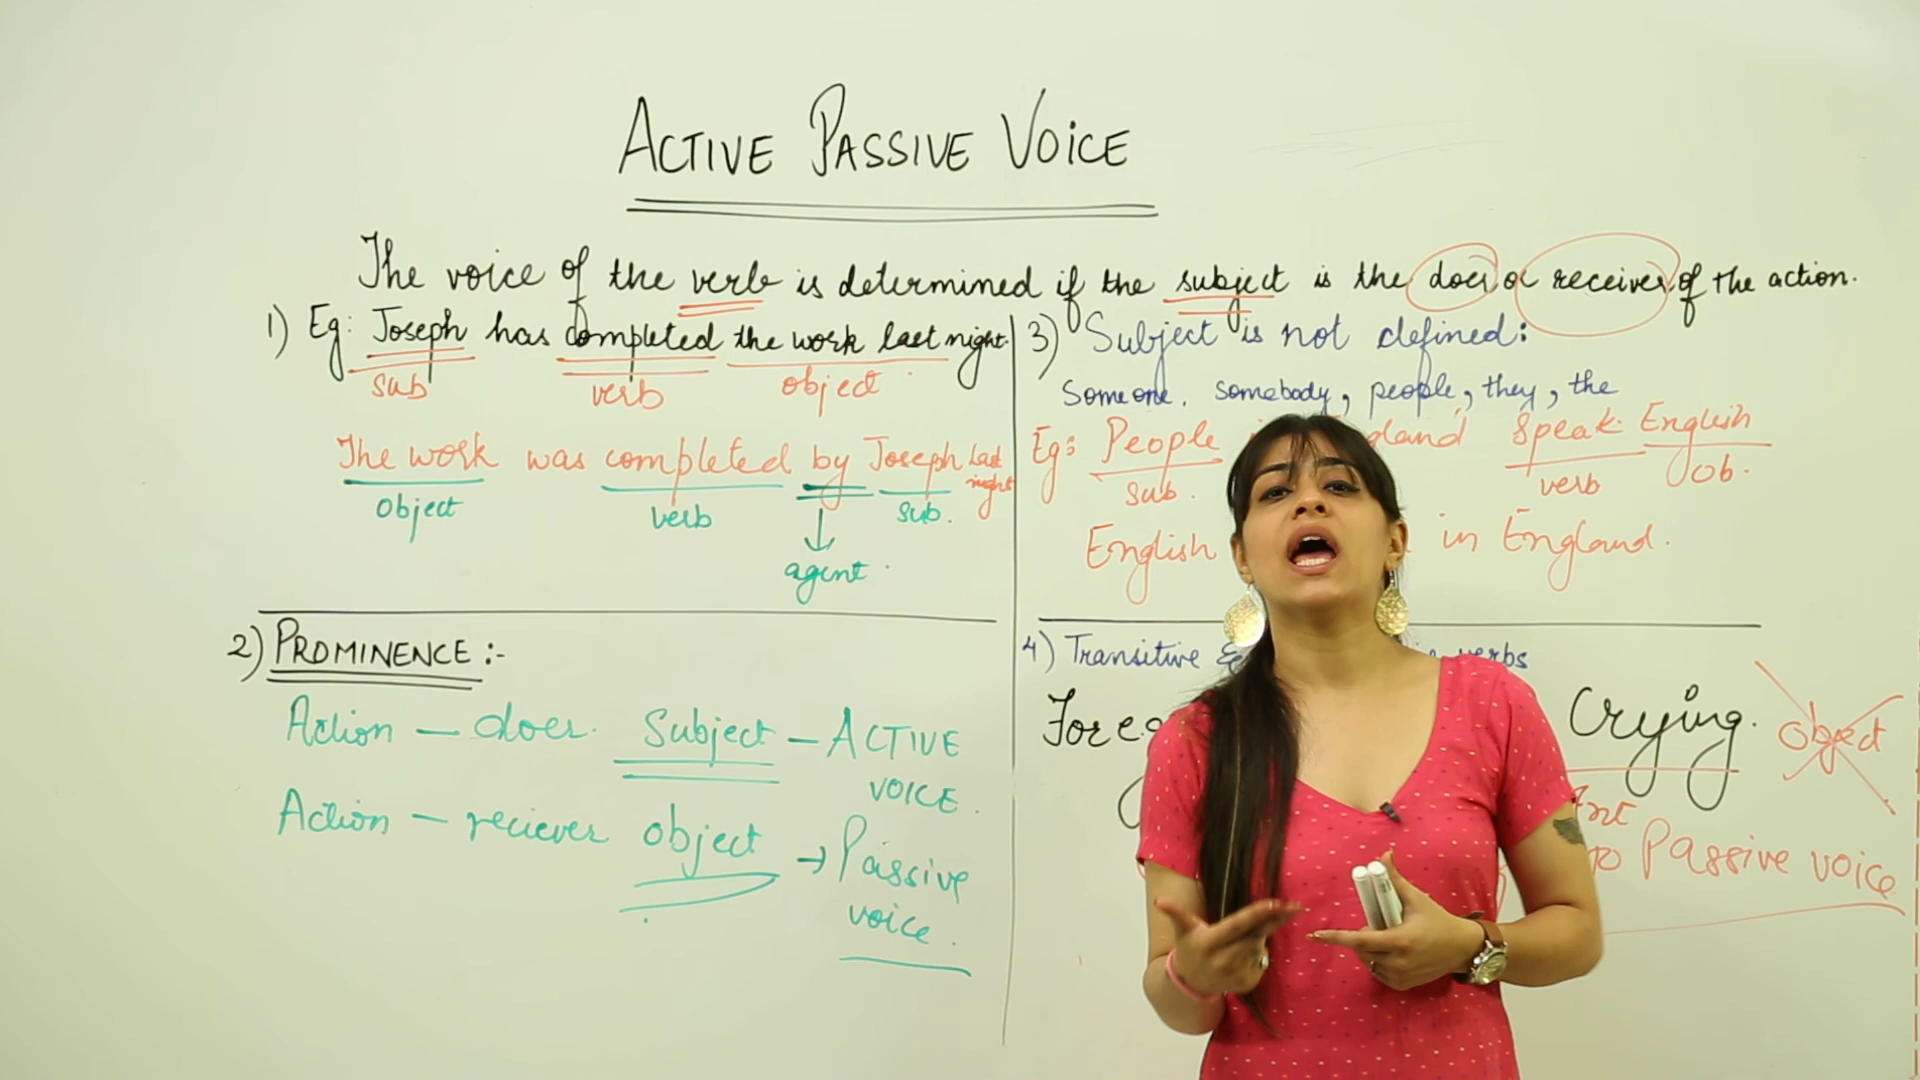 ACTIVE PASSIVE VOICE
The voice of the verb is determined if the subject is the doer or receiver of the action.
1) Eg: Joseph has completed the work last night.
sub verb object
The work was completed by Joseph Last night
object verb sub.
agent
2) PROMINENCE :-
Action – doer. Subject – ACTIVE VOICE.
Action – reciever object → Passive voice.
3) Subject is not defined:
Someone, somebody, people, they, the
Eg: People Speak English
sub. verb ob.
English in England.
4) Transitive & verbs
For eg Crying. object
to Passive voice